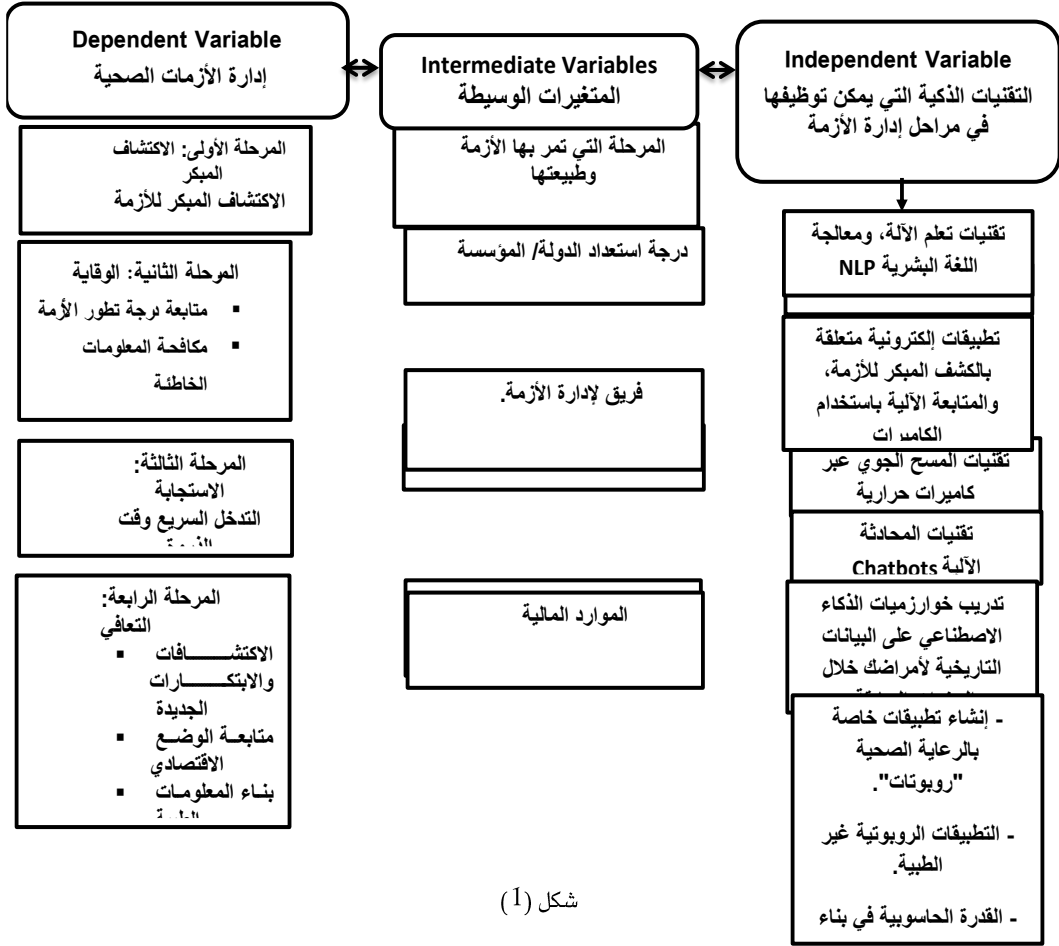 Independent Variable
التقنيات الذكية التي يمكن توظيفها
في مراحل إدارة الأزمة
تقنيات تعلم الآلة، ومعالجة
اللغة البشرية NLP
تطبيقات إلكترونية متعلقة
بالكشف المبكر للأزمة،
والمتابعة الآلية باستخدام
الكاميرات
تقنيات المسح الجوي عبر
كاميرات حرارية
تقنيات المحادثة
الآلية Chatbots
تدريب خوارزميات الذكاء
الاصطناعي على البيانات
التاريخية لأمراضك خلال
- إنشاء تطبيقات خاصة
بالرعاية الصحية
"روبوتات".
- التطبيقات الروبوتية غير
الطبية.
- القدرة الحاسوبية في بناء
Intermediate Variables
المتغيرات الوسيطة
المرحلة التي تمر بها الأزمة
وطبيعتها
درجة استعداد الدولة/ المؤسسة
فريق لإدارة الأزمة.
الموارد المالية
Dependent Variable
إدارة الأزمات الصحية
المرحلة الأولى: الاكتشاف
المبكر
الاكتشاف المبكر للأزمة
المرحلة الثانية: الوقاية
▪ متابعة درجة تطور الأزمة
▪ مكافحة المعلومات
الخاطئة
المرحلة الثالثة:
الاستجابة
التدخل السريع وقت
المرحلة الرابعة:
التعافي
▪ الاكتشافات
والابتكارات
الجديدة
▪ متابعة الوضع
الاقتصادي
▪ بناء المعلومات
شكل (1)